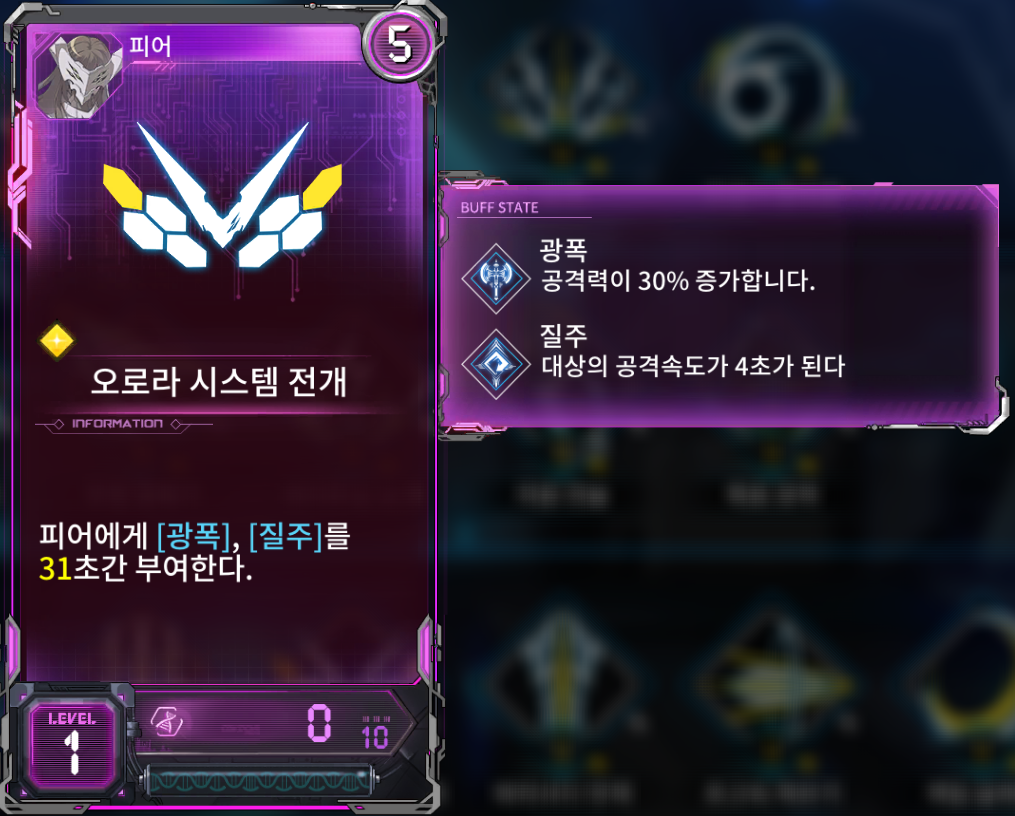 피어
5
오로라 시스템 전개
INFORMATION
피어에게 [광폭], [질주]를
31초간 부여한다.
LEVEL
1
0
10
BUFF STATE
광폭
공격력이 30% 증가합니다.
질주
대상의 공격속도가 4초가 된다